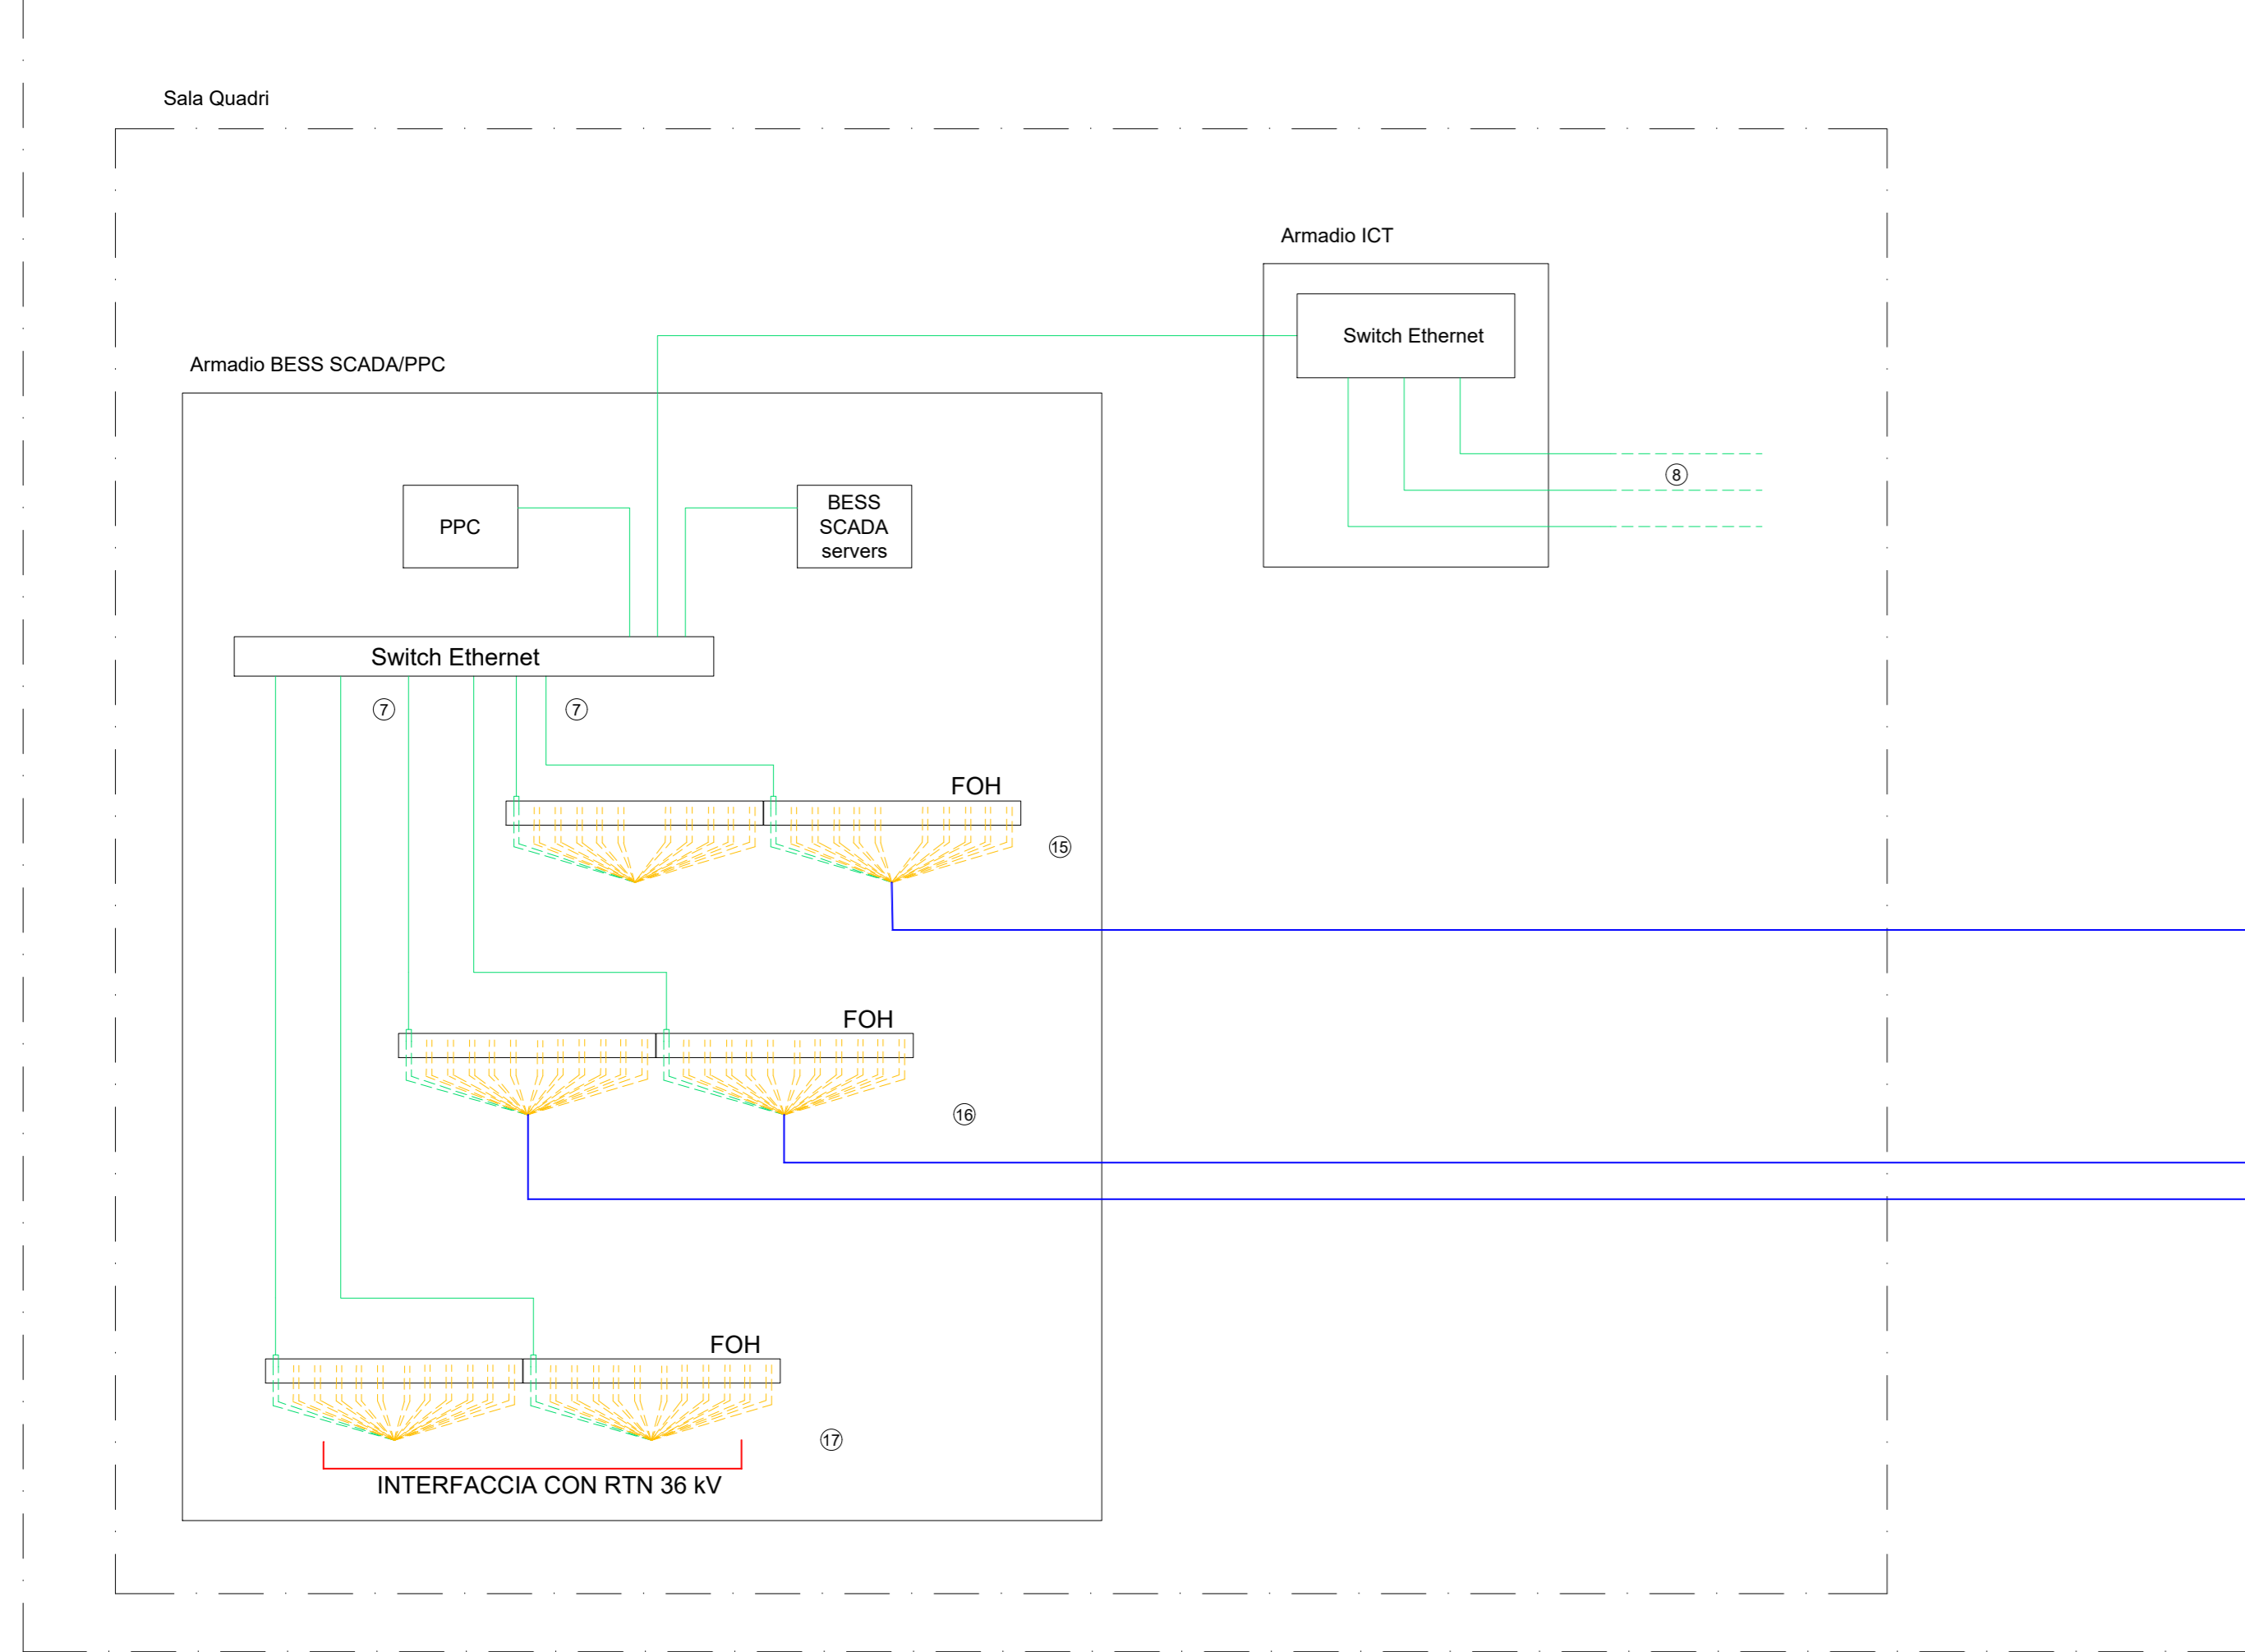 Sala Quadri
Armadio ICT
Switch Ethernet
Armadio BESS SCADA/PPC
8
PPC
BESS
SCADA
servers
Switch Ethernet
7
7
FOH
15
FOH
16
FOH
17
INTERFACCIA CON RTN 36 kV